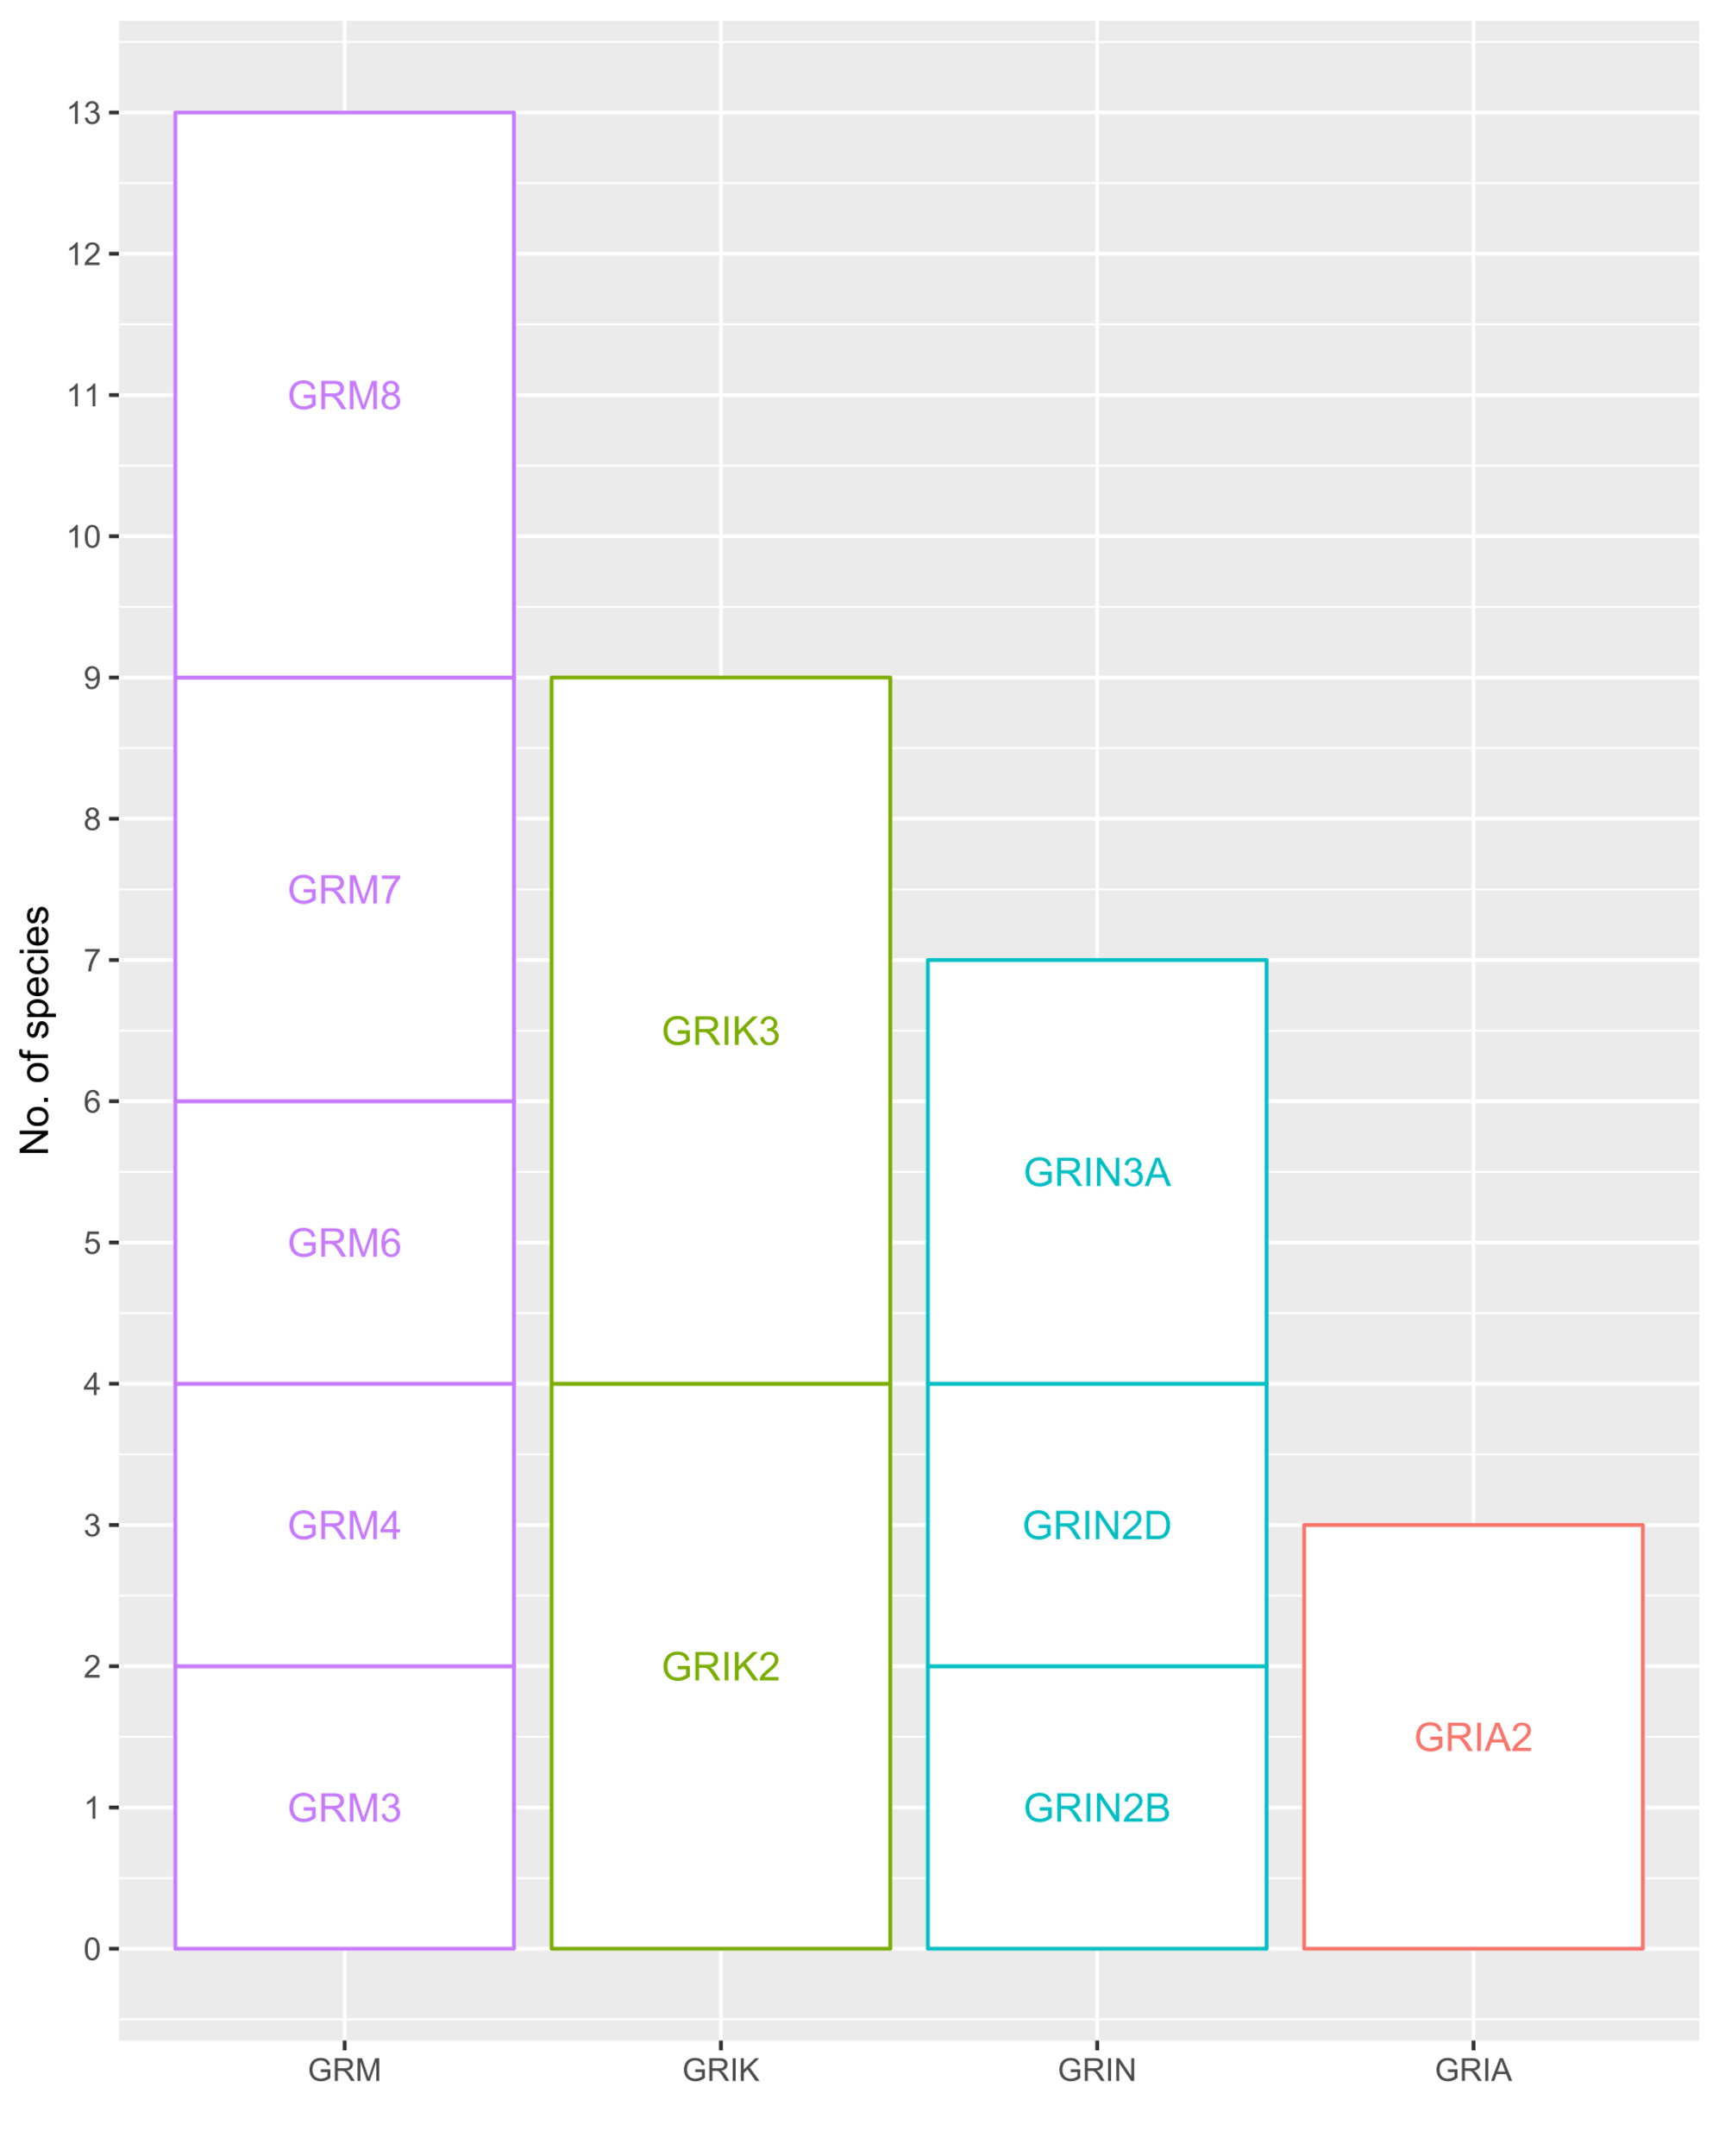 13
12
11
10
9
8
7
6
5
4
3
2
1
0
No. of species
GRM8
GRM7
GRM6
GRM4
GRM3
GRIK3
GRIK2
GRIN3A
GRIN2D
GRIN2B
GRIA2
GRM GRIK GRIN GRIA